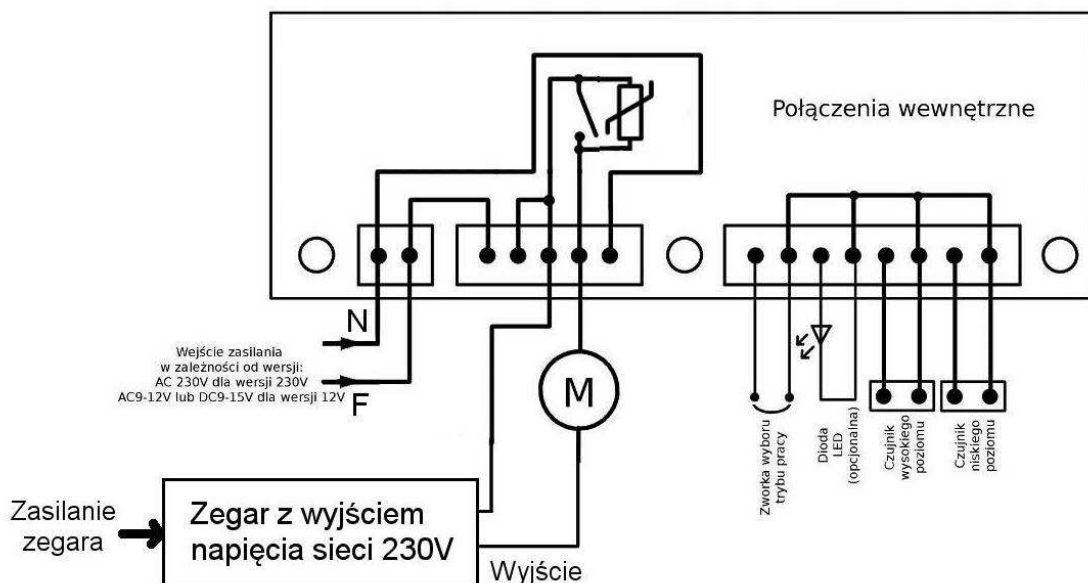 Połączenia wewnętrzne
N
Wejście zasilania
w zależności od wersji:
AC 230V dla wersji 230V
AC9-12V lub DC9-15V dla wersji 12V
F
M
Zworka wyboru
trybu pracy
Dioda
LED
(opcjonalna)
Czujnik
wysokiego
poziomu
Czujnik
niskiego
poziomu
Zasilanie
zegara
Zegar z wyjściem
napięcia sieci 230V
Wyjście